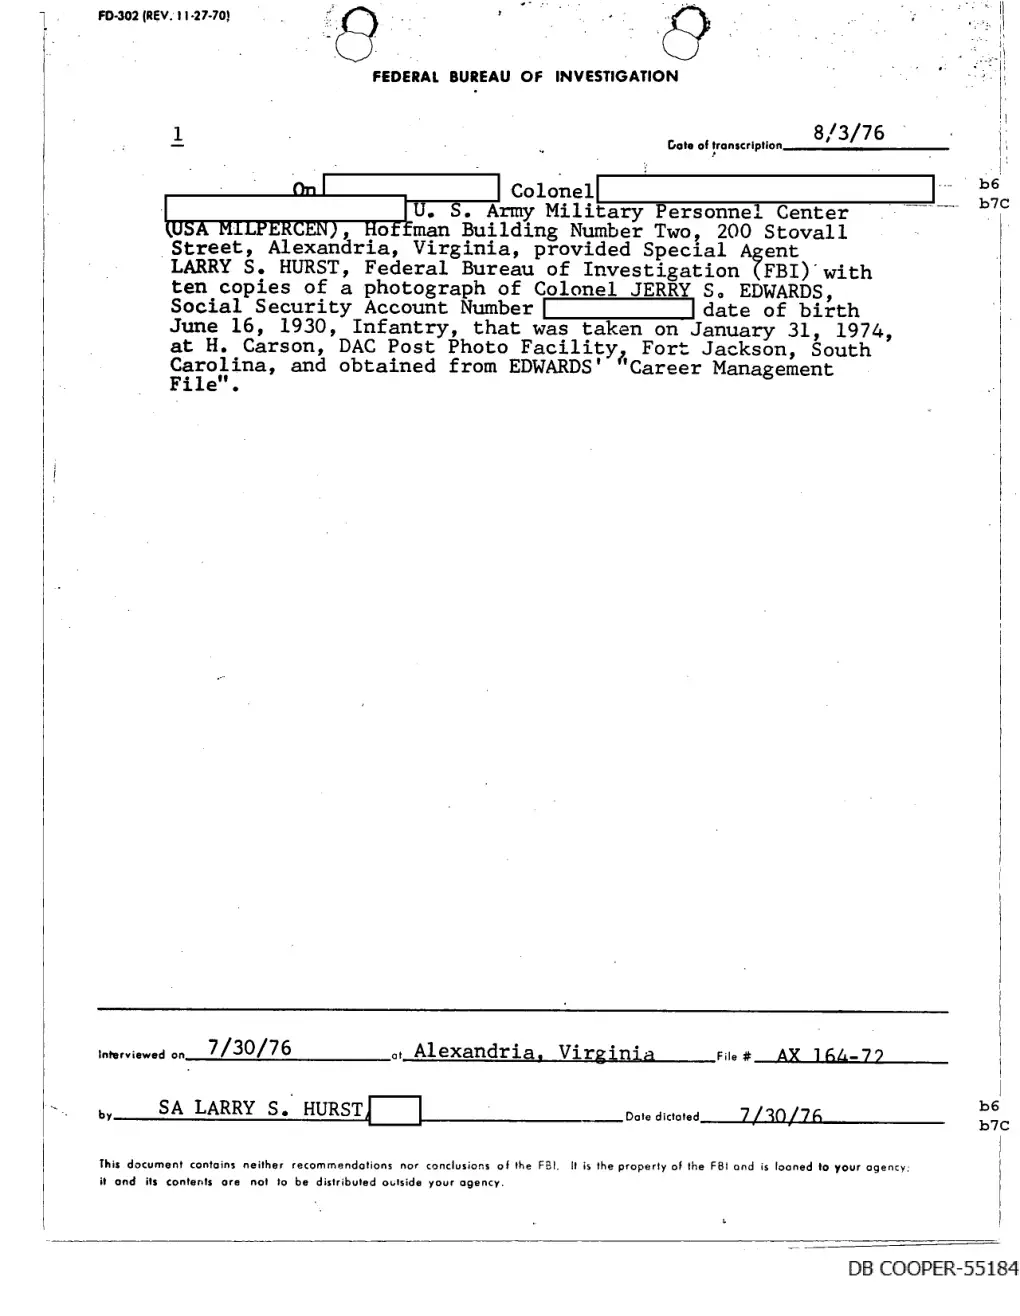 FD-302 (REV. 11-27-70)
FEDERAL BUREAU OF INVESTIGATION
1
Date of transcription 8/3/76
On Colonel b6
b7C
U. S. Army Military Personnel Center
(USA MILPERCEN), Hoffman Building Number Two, 200 Stovall
Street, Alexandria, Virginia, provided Special Agent
LARRY S. HURST, Federal Bureau of Investigation (FBI) with
ten copies of a photograph of Colonel JERRY S. EDWARDS,
Social Security Account Number date of birth
June 16, 1930, Infantry, that was taken on January 31, 1974,
at H. Carson, DAC Post Photo Facility, Fort Jackson, South
Carolina, and obtained from EDWARDS' "Career Management
File".
Interviewed on 7/30/76 at Alexandria, Virginia File # AX 164-72
by SA LARRY S. HURST/ Date dictated 7/30/76
b6
b7C
This document contains neither recommendations nor conclusions of the FBI. It is the property of the FBI and is loaned to your agency;
it and its contents are not to be distributed outside your agency.
DB COOPER-55184